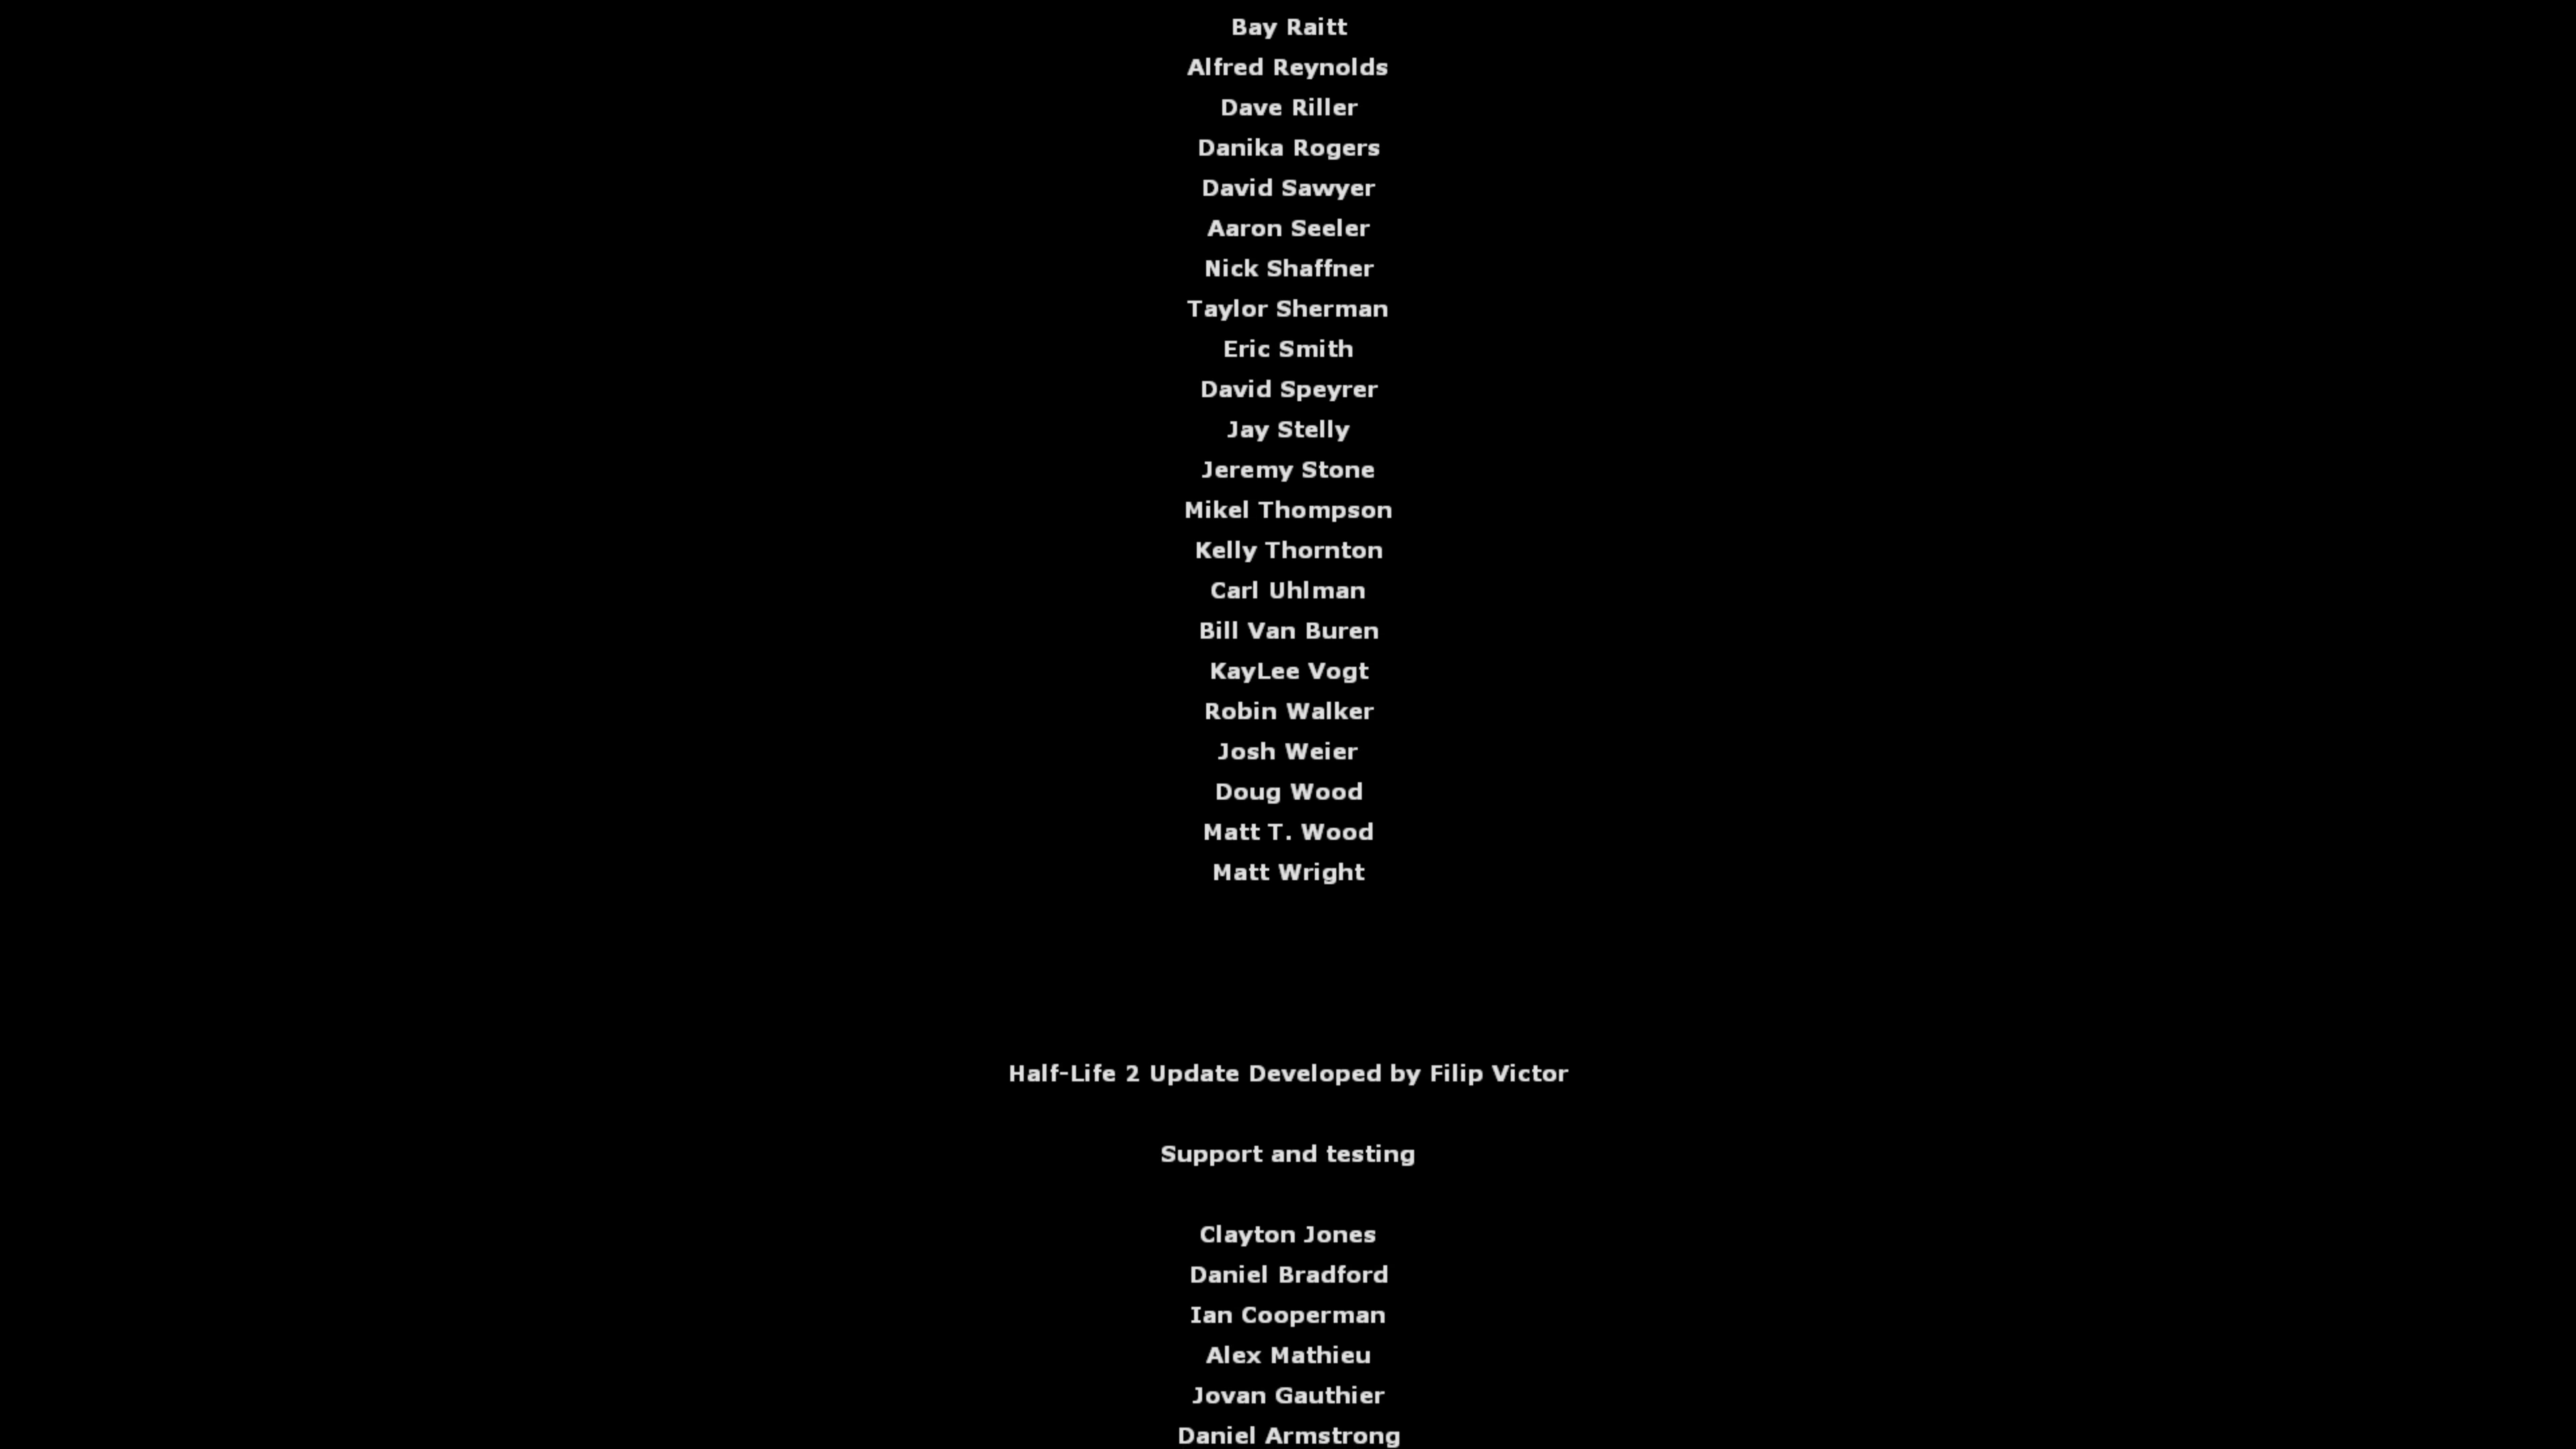 Bay Raitt
Alfred Reynolds
Dave Riller
Danika Rogers
David Sawyer
Aaron Seeler
Nick Shaffner
Taylor Sherman
Eric Smith
David Speyrer
Jay Stelly
Jeremy Stone
Mikel Thompson
Kelly Thornton
Carl Uhlman
Bill Van Buren
KayLee Vogt
Robin Walker
Josh Weier
Doug Wood
Matt T. Wood
Matt Wright
Half-Life 2 Update Developed by Filip Victor
Support and testing
Clayton Jones
Daniel Bradford
Ian Cooperman
Alex Mathieu
Jovan Gauthier
Daniel Armstrong